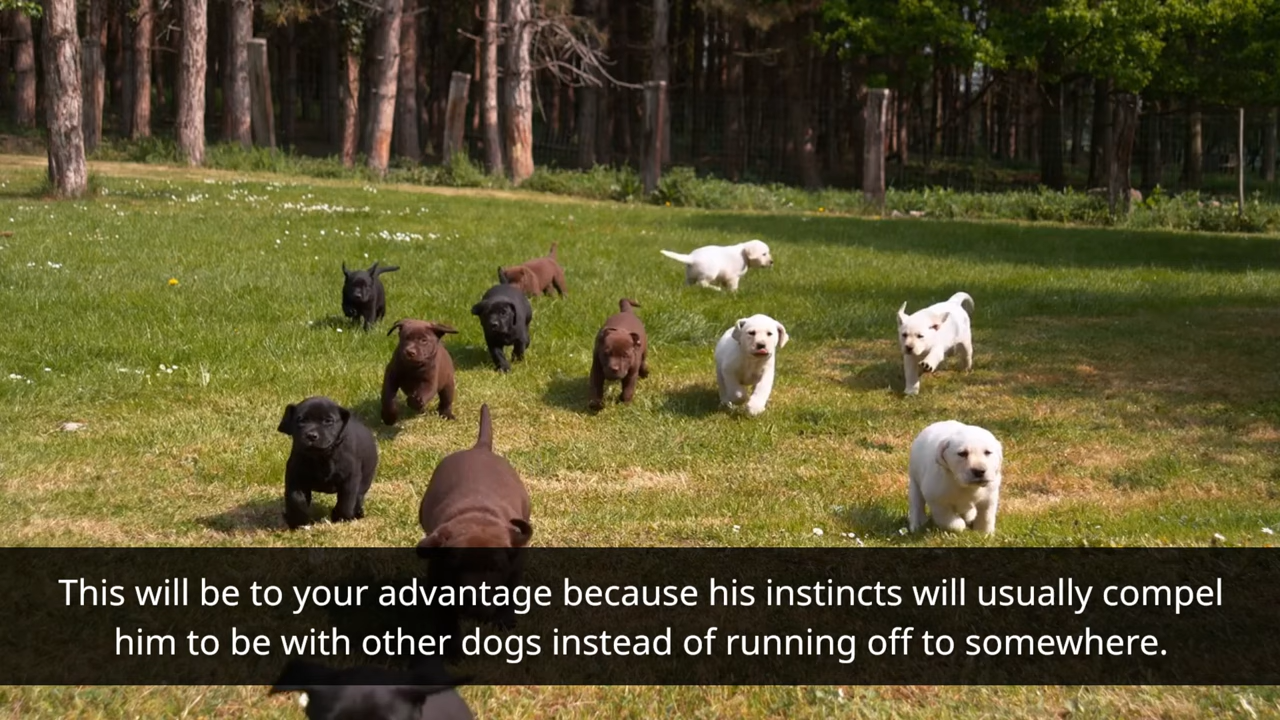 This will be to your advantage because his instincts will usually compel
him to be with other dogs instead of running off to somewhere.